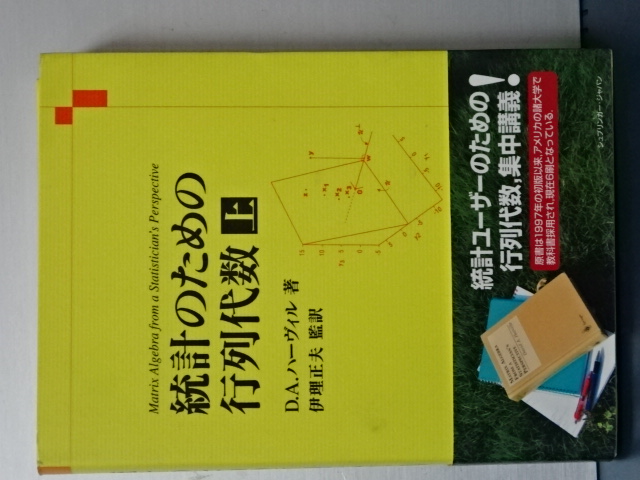 Matrix Algebra from a Statistician's Perspective
統計のための
行列代数 上
D.A.ハーヴィル 著
伊理正夫 監訳
統計ユーザーのための
行列代数,集中講義!
原書は1997年の初版以来,アメリカの諸大学で
教科書採用され,現在6刷となっている.
シュプリンガー・ジャパン